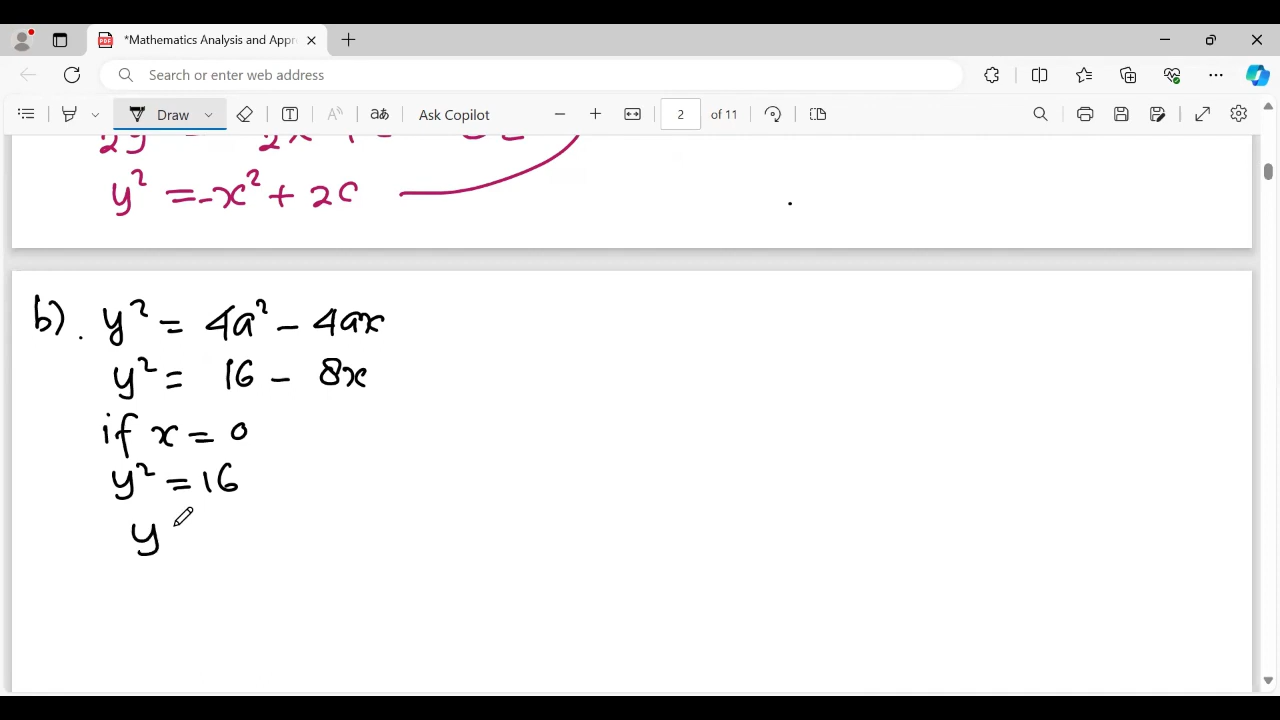 *Mathematics Analysis and Appr
Search or enter web address
Draw
Ask Copilot
2 of 11
y² = -x² + 2c
b). y² = 4a² - 4ax
y² = 16 - 8x
if x = 0
y² = 16
y